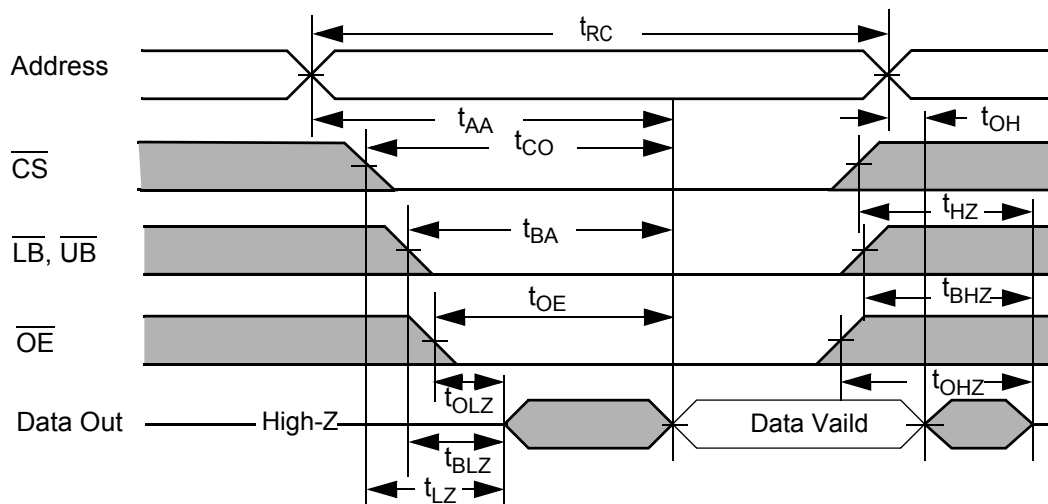 tRC
Address
tAA
tOH
tCO
CS
tHZ
LB, UB
tBA
tBHZ
tOE
OE
tOHZ
tOLZ
Data Out
High-Z
Data Vaild
tBLZ
tLZ